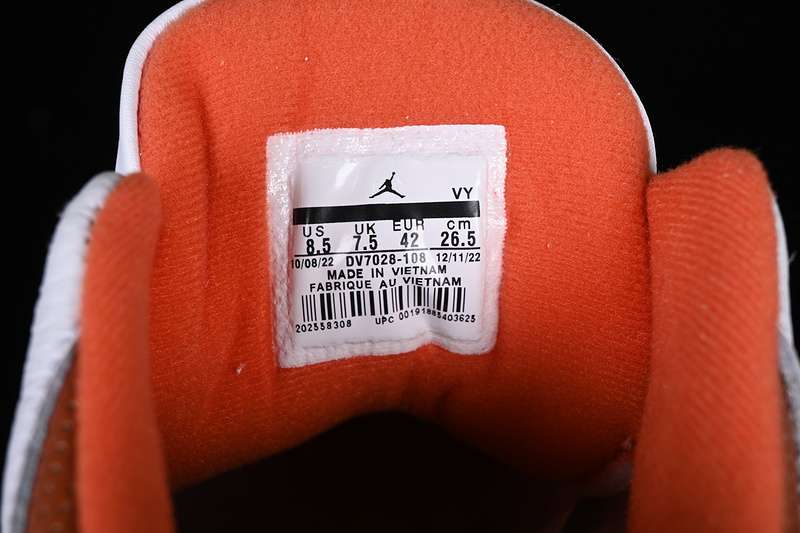 VY
US UK EUR cm
8.5 7.5 42 26.5
10/08/22 DV7028-108 12/11/22
MADE IN VIETNAM
FABRIQUE AU VIETNAM
202558308 UPC 00191885403625